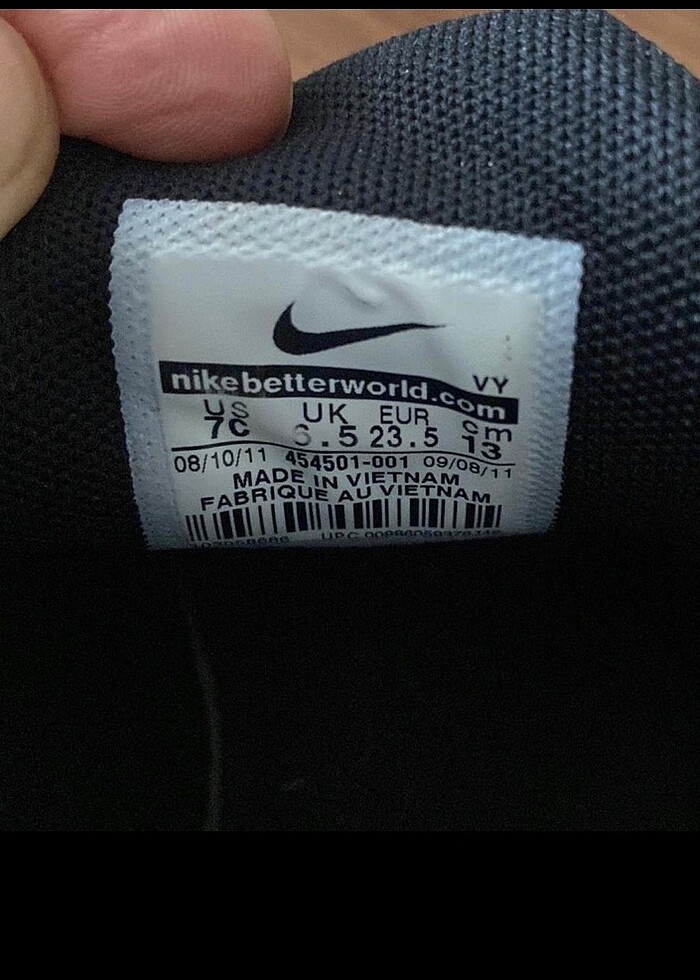 nikebetterworld.com
VY
US UK EUR cm
7C 6.5 23.5 13
08/10/11 454501-001 09/08/11
MADE IN VIETNAM
FABRIQUE AU VIETNAM
UPC